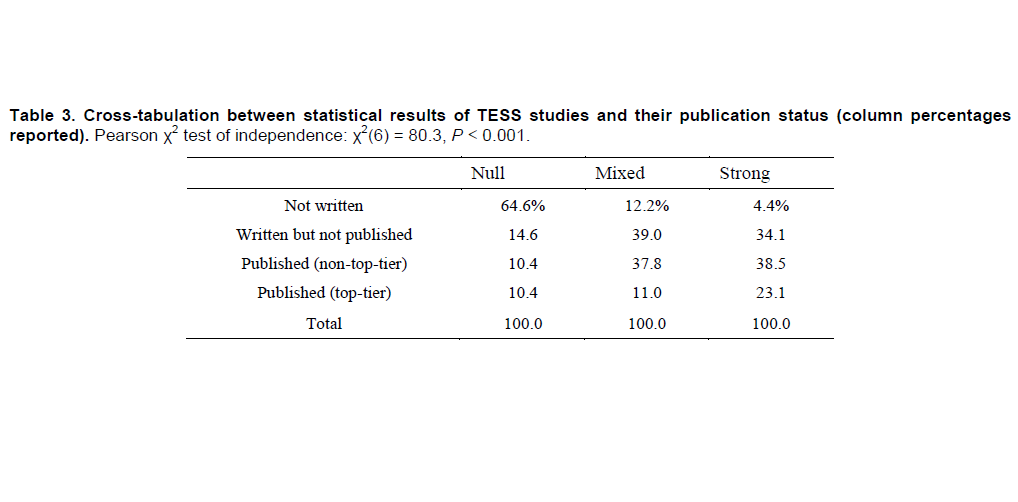 Table 3. Cross-tabulation between statistical results of TESS studies and their publication status (column percentages
reported). Pearson χ² test of independence: χ²(6) = 80.3, P < 0.001.
Null Mixed Strong
Not written 64.6% 12.2% 4.4%
Written but not published 14.6 39.0 34.1
Published (non-top-tier) 10.4 37.8 38.5
Published (top-tier) 10.4 11.0 23.1
Total 100.0 100.0 100.0